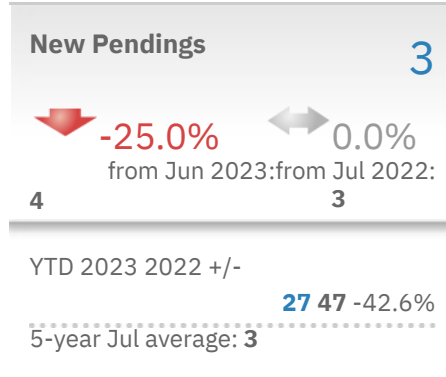 New Pendings
3
-25.0% 0.0%
from Jun 2023:from Jul 2022:
4 3
YTD 2023 2022 +/-
27 47 -42.6%
5-year Jul average: 3